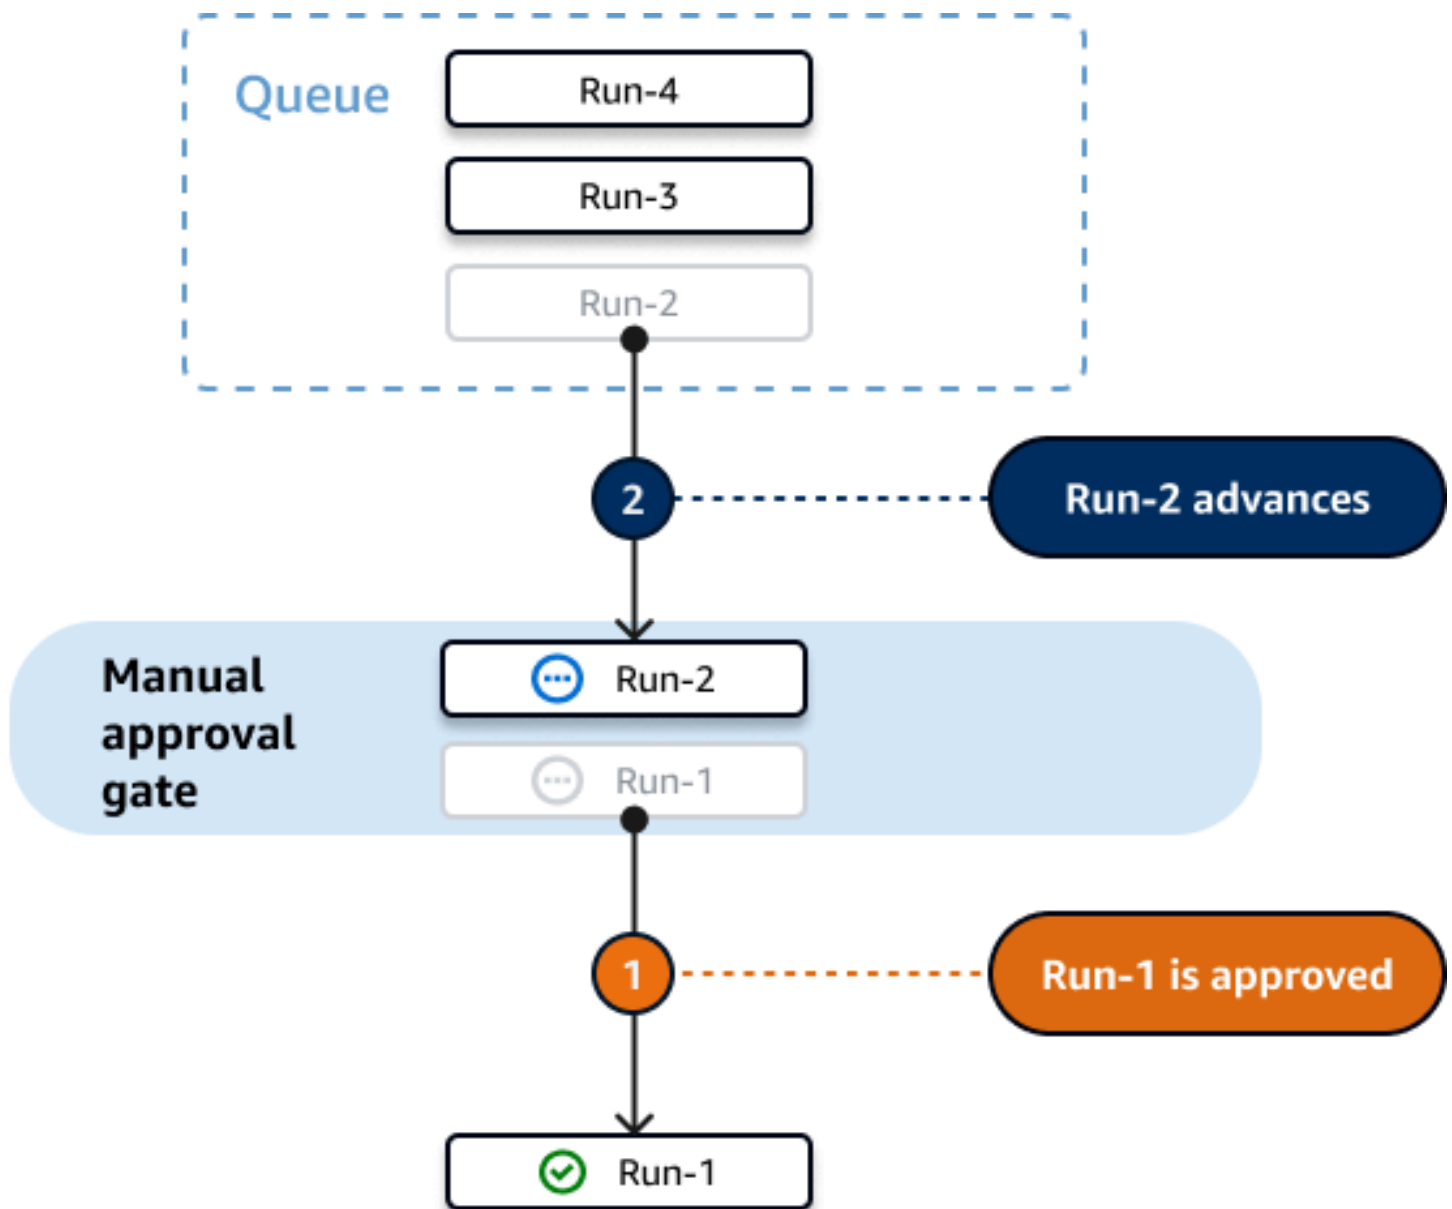 Queue
Run-4
Run-3
Run-2
2
Run-2 advances
Manual
approval
gate
Run-2
Run-1
1
Run-1 is approved
Run-1